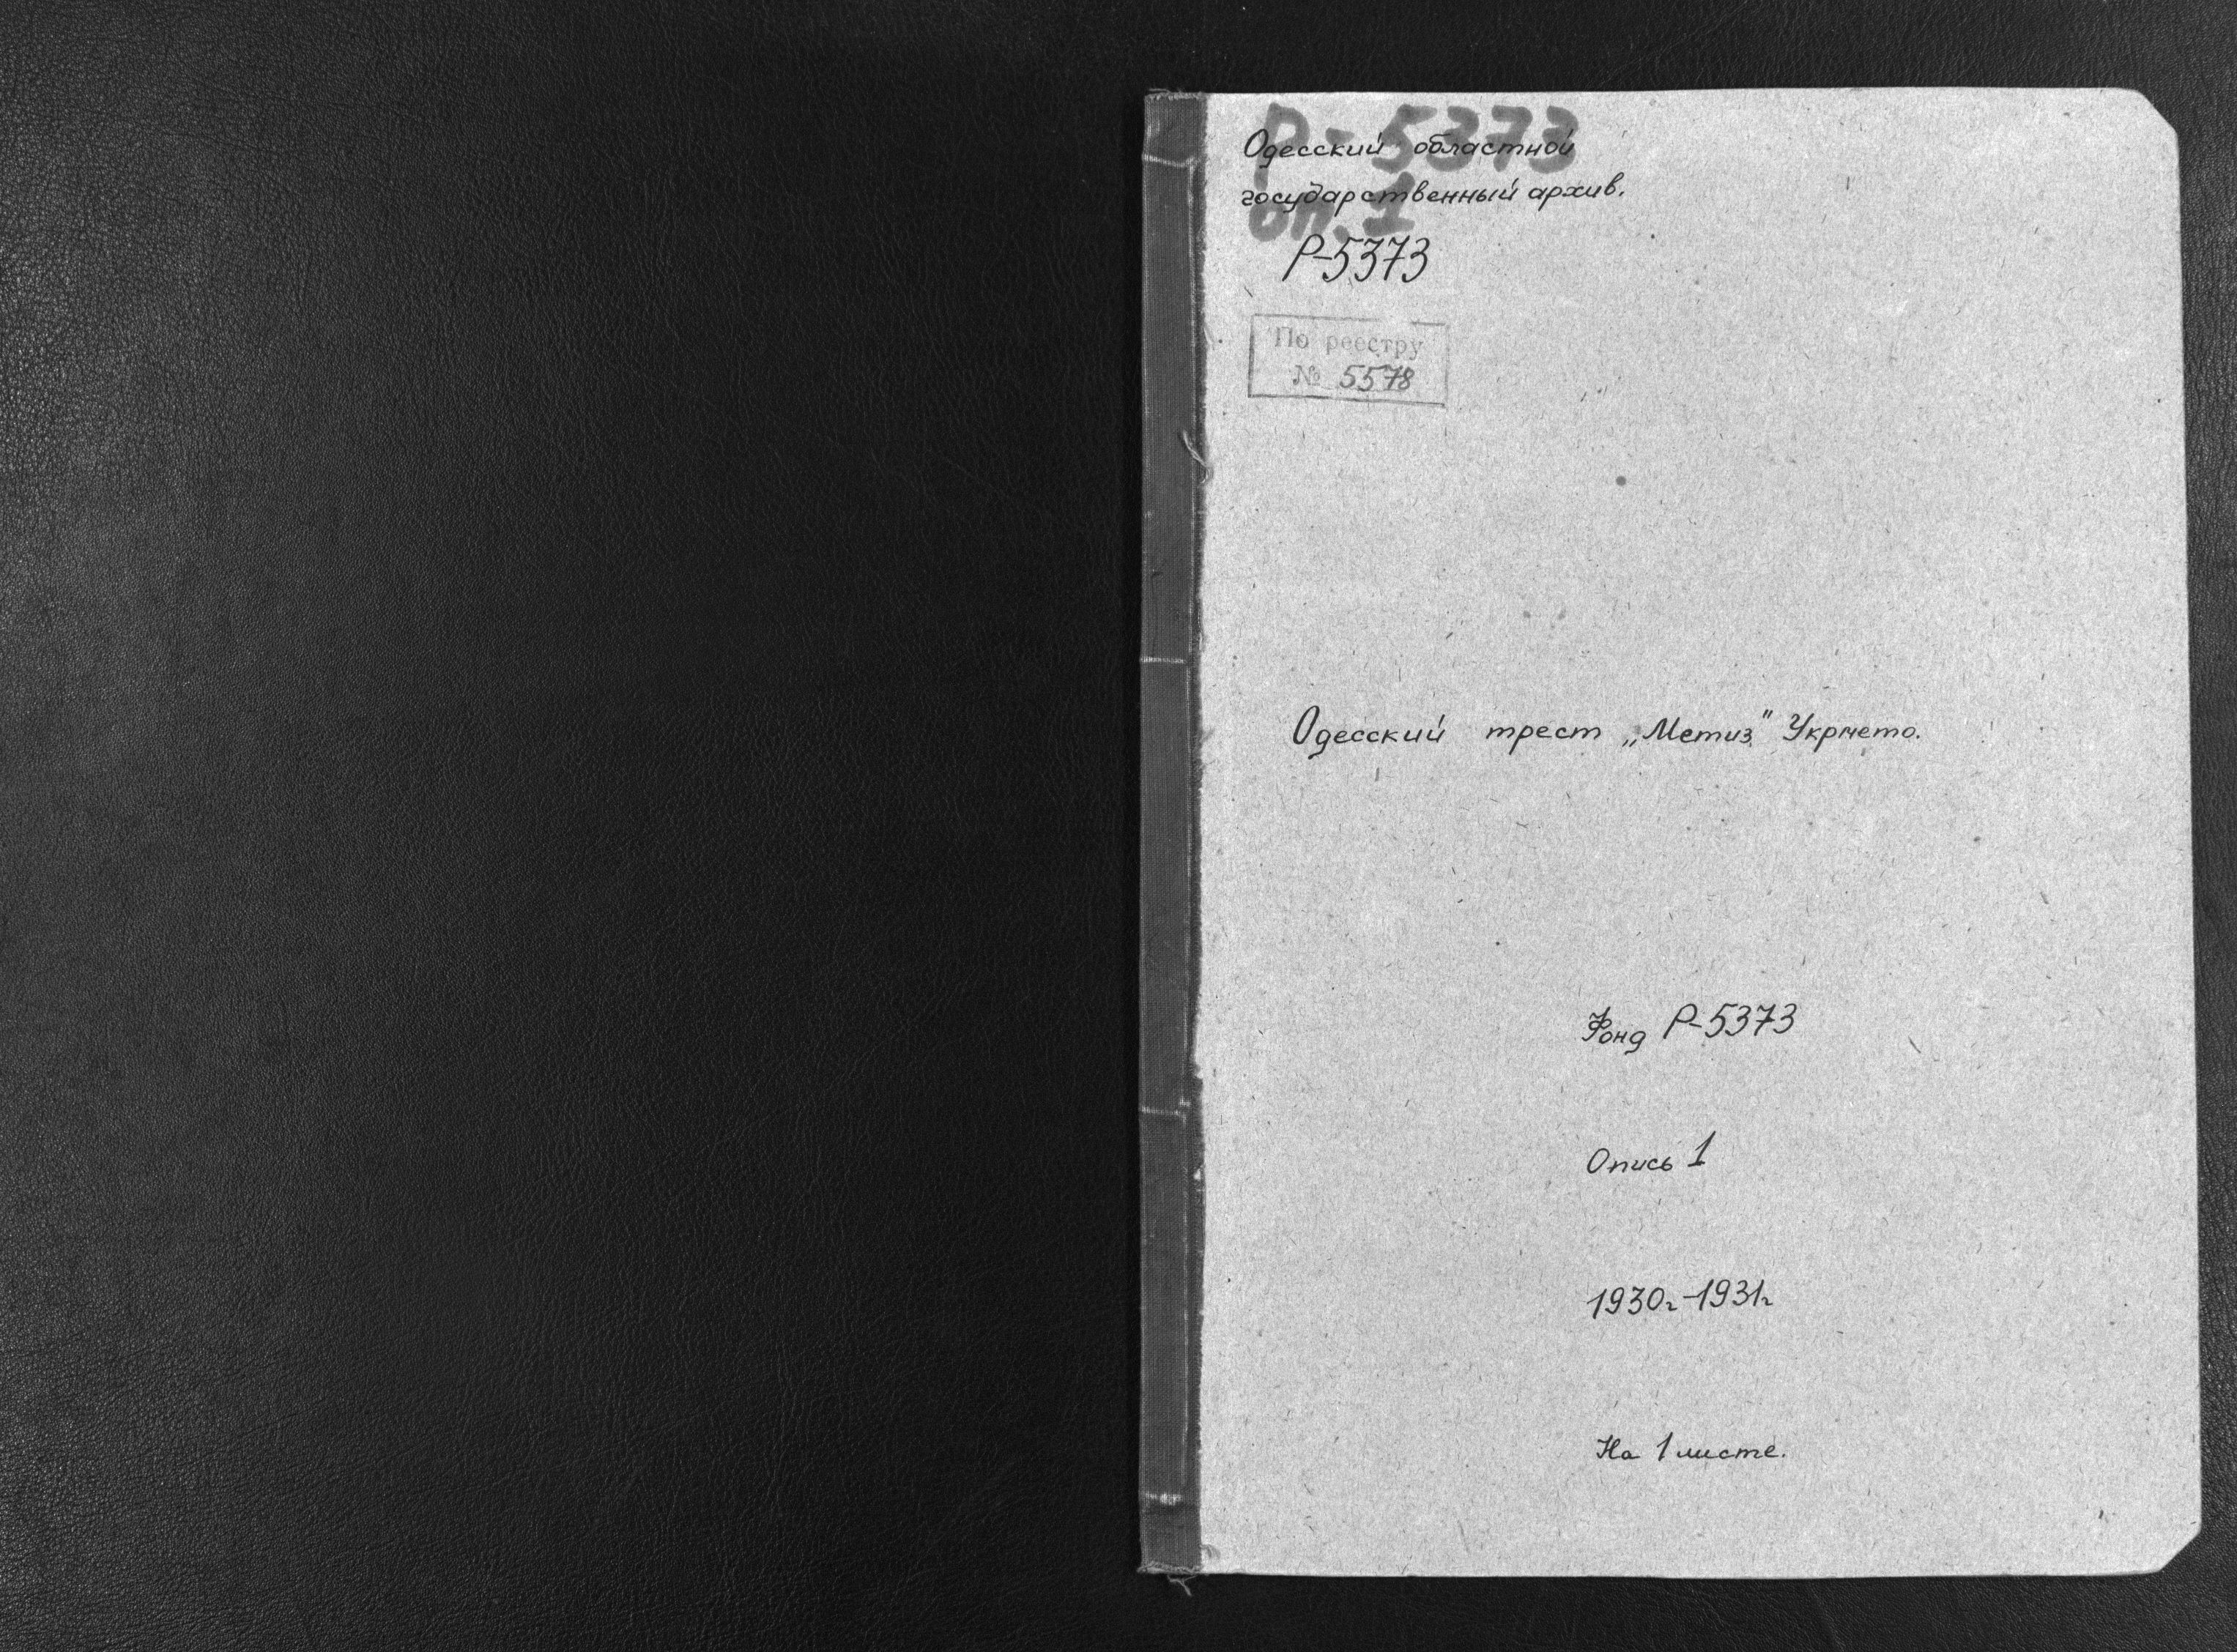 Р-5373
оп. 1
Одесский областной
государственный архив.
Р-5373
По реестру
№ 5578
Одесский трест „Метиз" Укрмето.
Фонд Р-5373
Опись 1
1930г-1931г
На 1 листе.